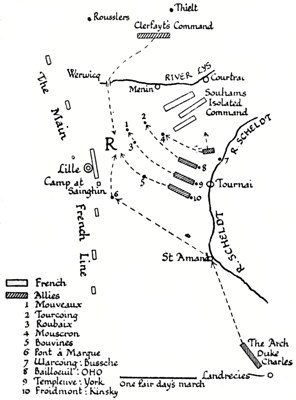 Thielt
Rousslers
Clerfayt's Command
Werwicq
RIVER LYS
Courtrai
Menin
Souhams
Isolated
Command
The Main French Line
R. SCHELDT
1
2
3
4
R
Lille
Camp at
Sainghin
5
6
7
8
9
10
Tournai
R. SCHELDT
St Amand
French
Allies
1 Mouveaux
2 Tourcoing
3 Roubaix
4 Mouscron
5 Bouvines
6 Pont à Marque
7 Warcoing: Bussche
8 Bailloeuil: OHO
9 Templeuve: York
10 Froidmont: Kinsky
One fair day's march
The Arch
Duke
Charles
Landrecies